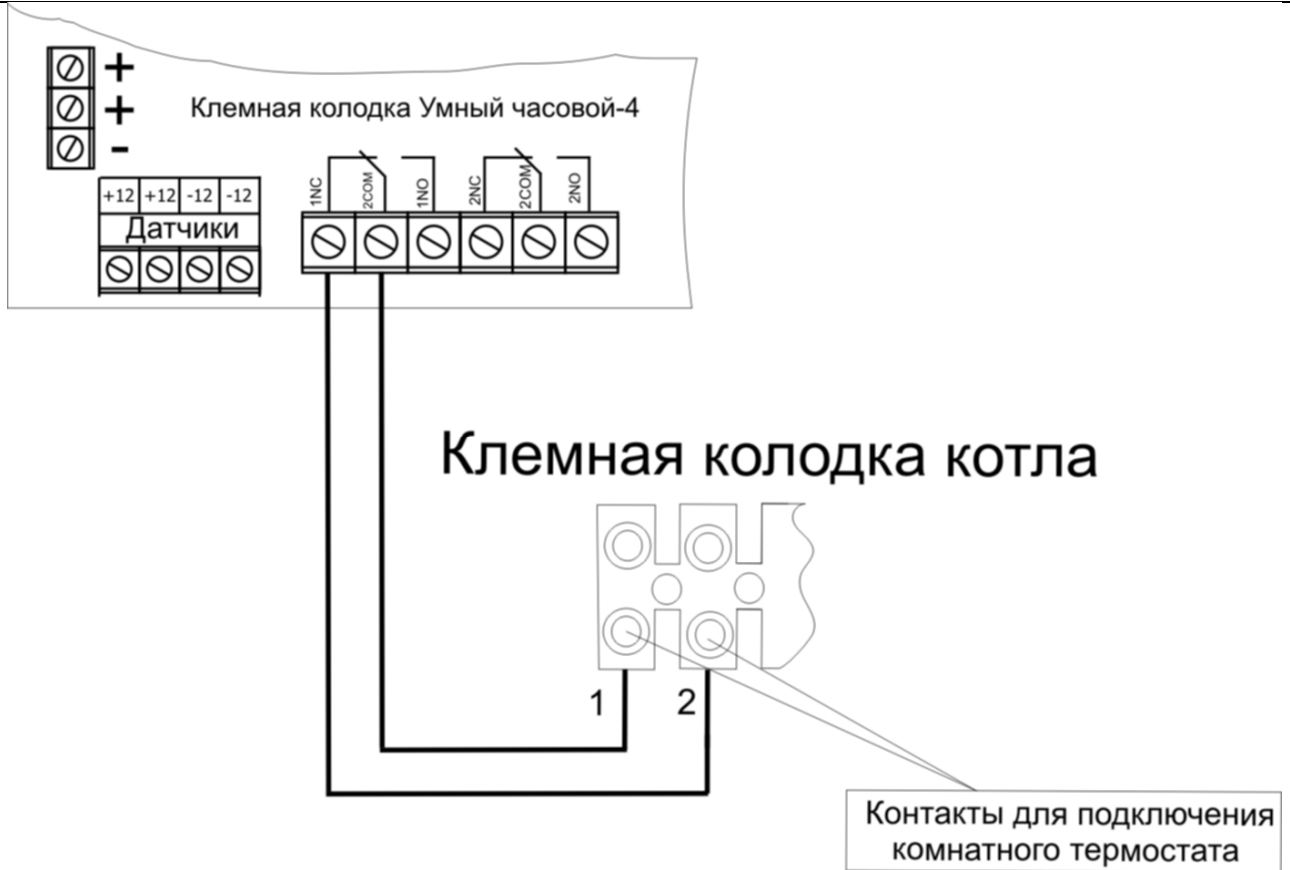 +
+
-
Клемная колодка Умный часовой-4
+12 +12 -12 -12
Датчики
1NC 2COM 1NO 2NC 2COM 2NO
Клемная колодка котла
1 2
Контакты для подключения
комнатного термостата